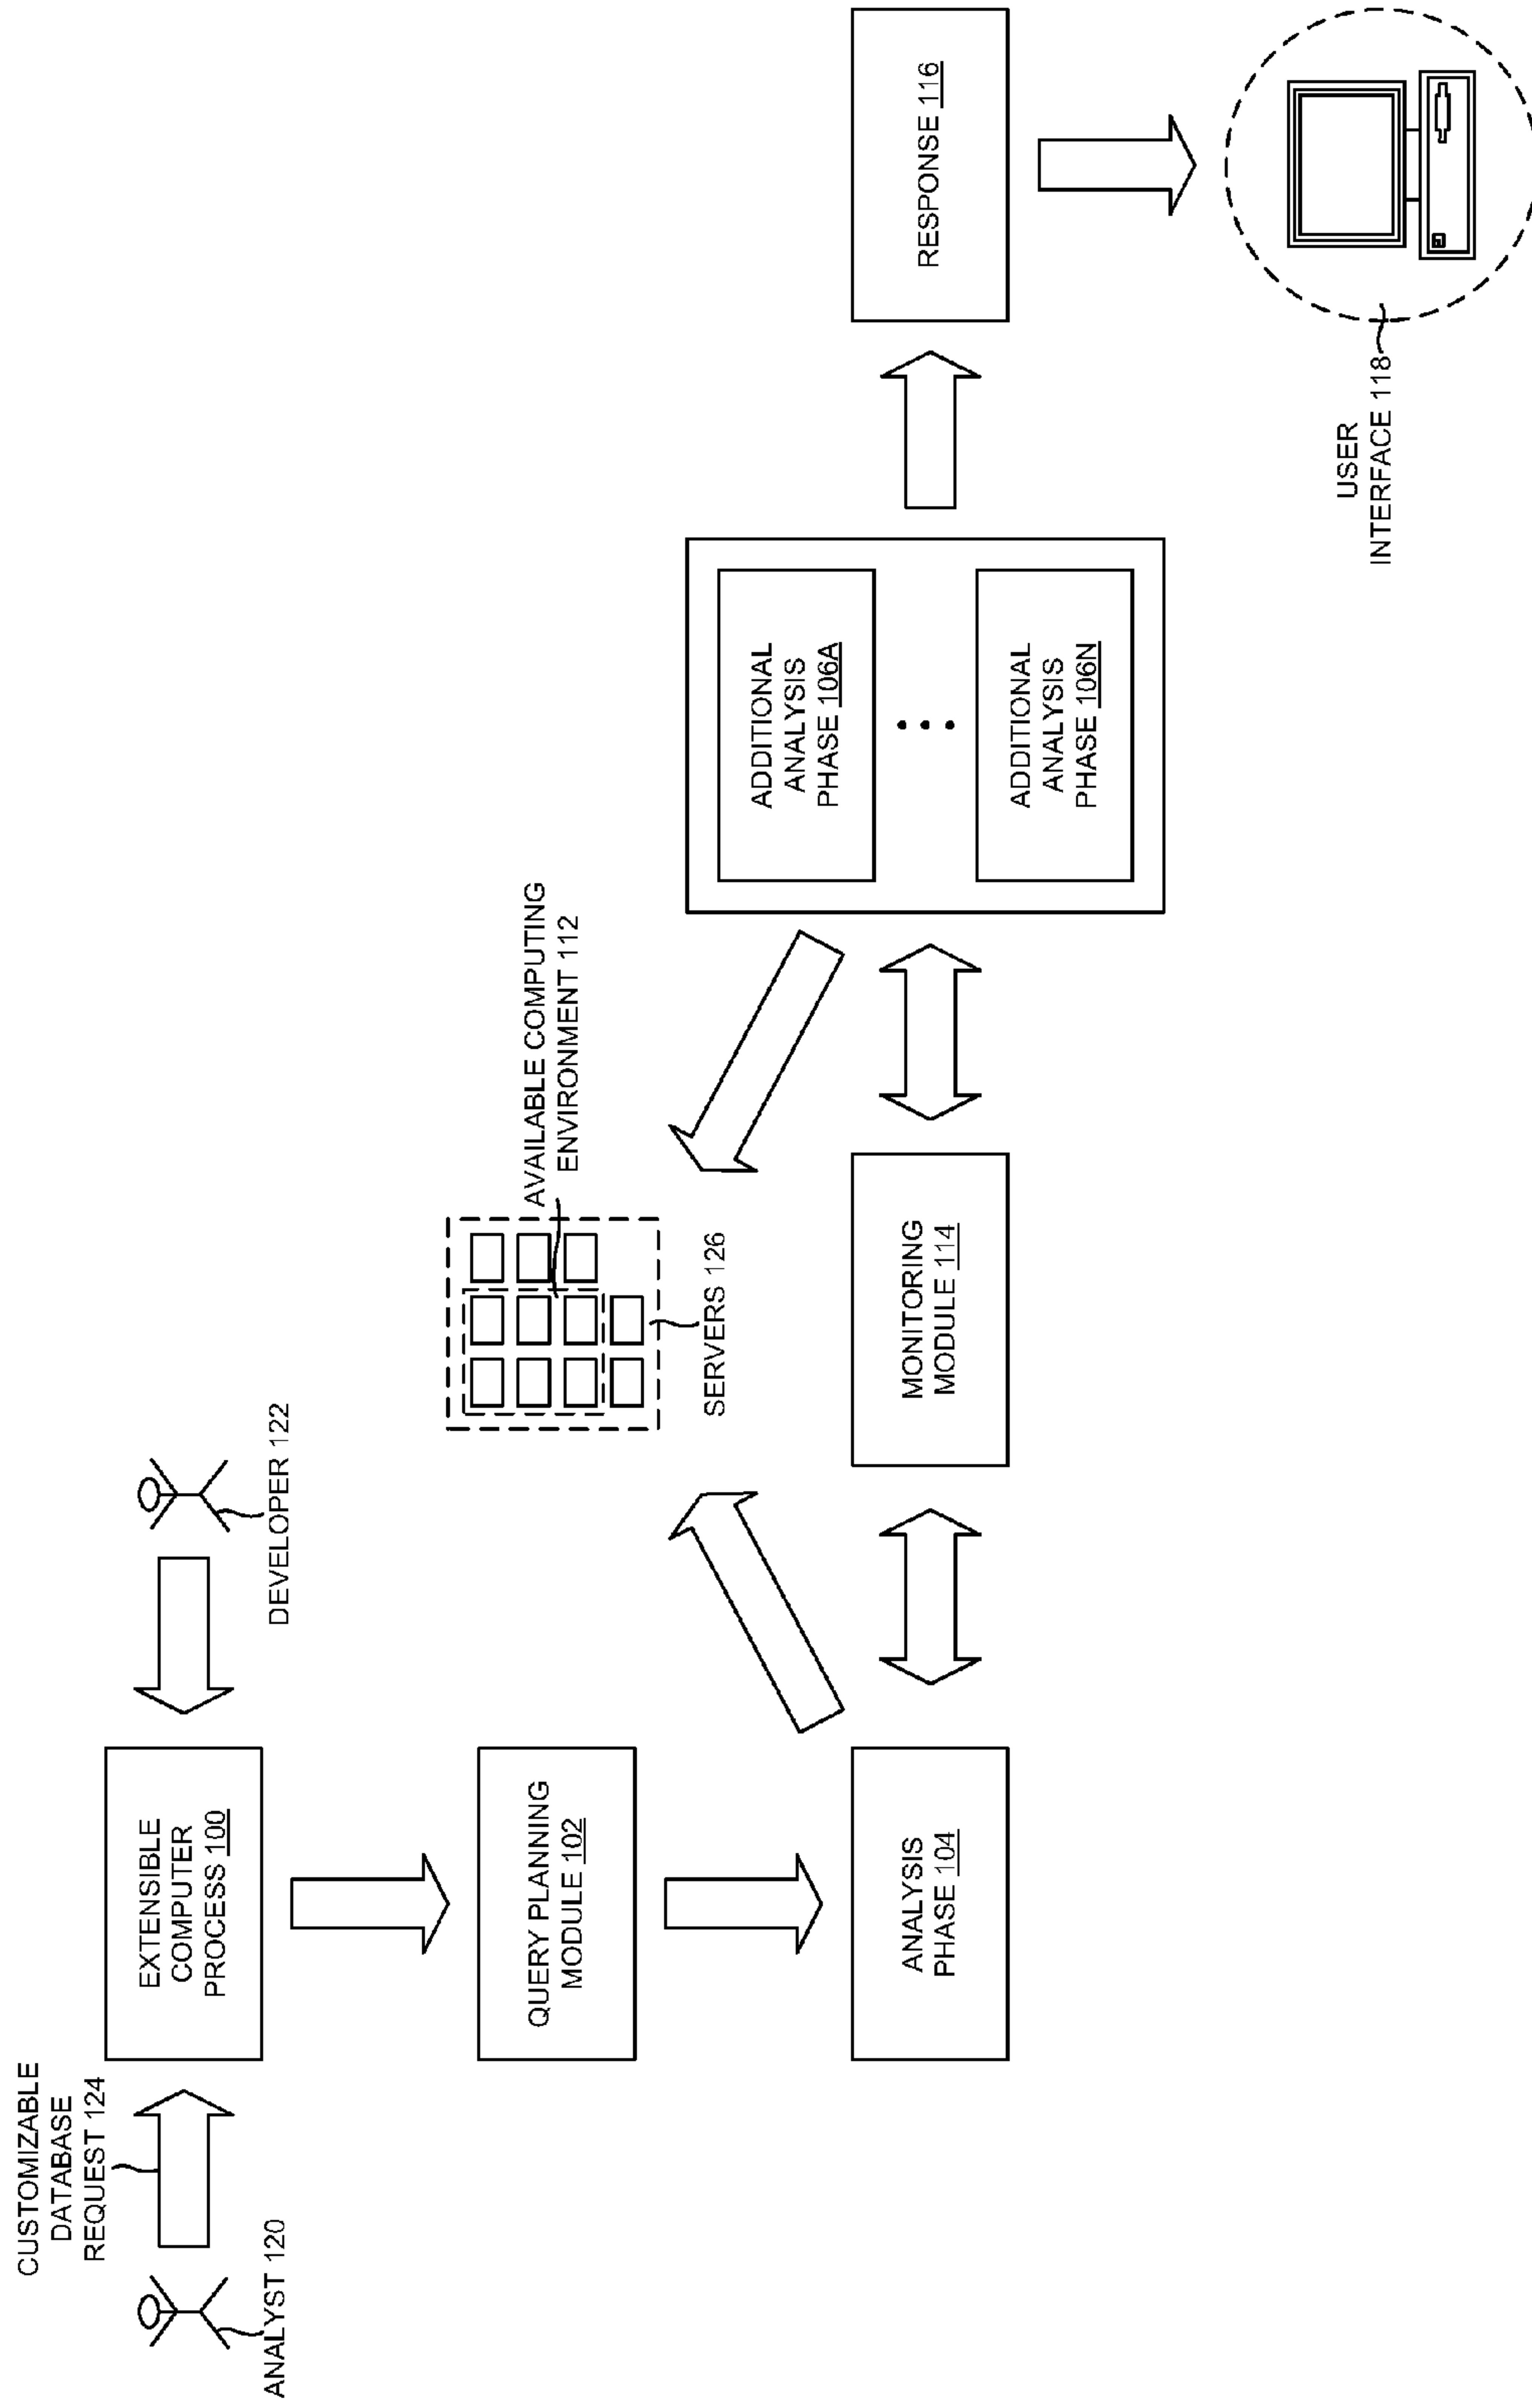 CUSTOMIZABLE
DATABASE
REQUEST 124
ANALYST 120
EXTENSIBLE
COMPUTER
PROCESS 100
DEVELOPER 122
QUERY PLANNING
MODULE 102
AVAILABLE COMPUTING
ENVIRONMENT 112
SERVERS 126
ANALYSIS
PHASE 104
MONITORING
MODULE 114
ADDITIONAL
ANALYSIS
PHASE 106A
ADDITIONAL
ANALYSIS
PHASE 106N
RESPONSE 116
USER
INTERFACE 118